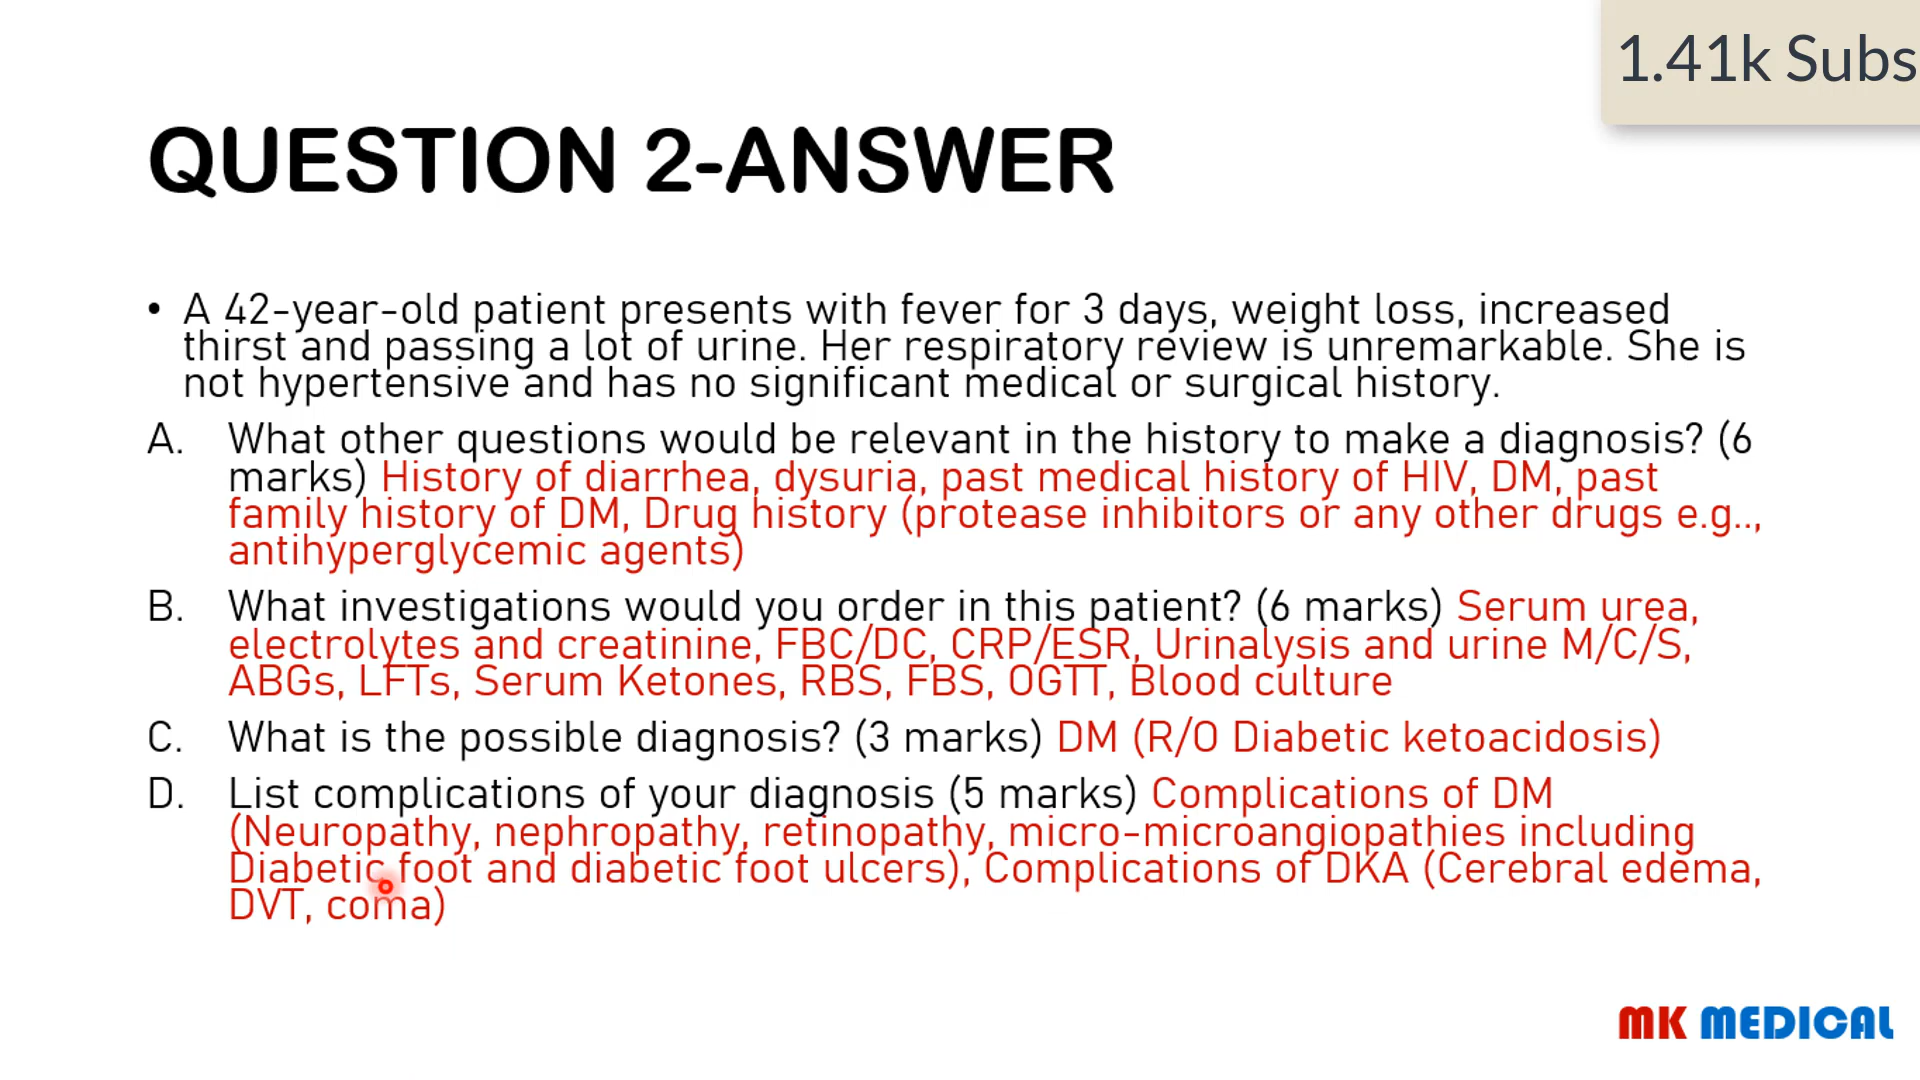 1.41k Subs
QUESTION 2-ANSWER
• A 42-year-old patient presents with fever for 3 days, weight loss, increased
thirst and passing a lot of urine. Her respiratory review is unremarkable. She is
not hypertensive and has no significant medical or surgical history.
A. What other questions would be relevant in the history to make a diagnosis? (6
marks) History of diarrhea, dysuria, past medical history of HIV, DM, past
family history of DM, Drug history (protease inhibitors or any other drugs e.g..,
antihyperglycemic agents)
B. What investigations would you order in this patient? (6 marks) Serum urea,
electrolytes and creatinine, FBC/DC, CRP/ESR, Urinalysis and urine M/C/S,
ABGs, LFTs, Serum Ketones, RBS, FBS, OGTT, Blood culture
C. What is the possible diagnosis? (3 marks) DM (R/O Diabetic ketoacidosis)
D. List complications of your diagnosis (5 marks) Complications of DM
(Neuropathy, nephropathy, retinopathy, micro-microangiopathies including
Diabetic foot and diabetic foot ulcers), Complications of DKA (Cerebral edema,
DVT, coma)
MK MEDICAL